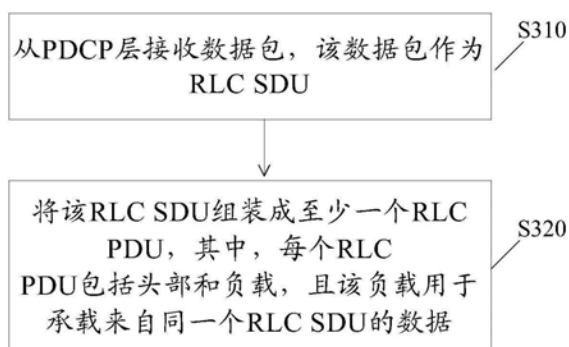 从PDCP层接收数据包，该数据包作为
RLC SDU
S310
将该RLC SDU组装成至少一个RLC
PDU，其中，每个RLC
PDU包括头部和负载，且该负载用于
承载来自同一个RLC SDU的数据
S320